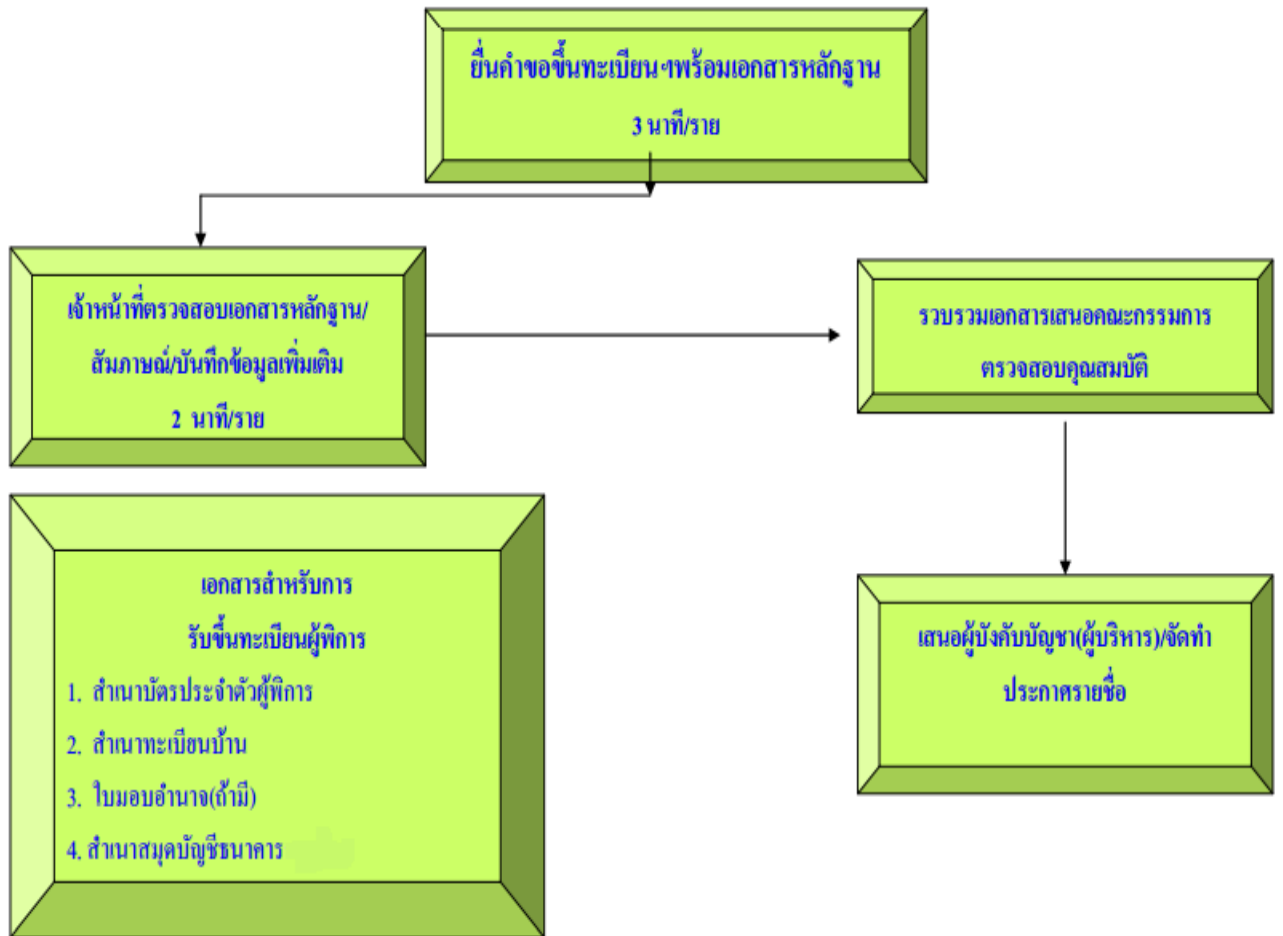 ยื่นคำขอขึ้นทะเบียนฯพร้อมเอกสารหลักฐาน
3 นาที/ราย
เจ้าหน้าที่ตรวจสอบเอกสารหลักฐาน/
สัมภาษณ์/บันทึกข้อมูลเพิ่มเติม
2 นาที/ราย
รวบรวมเอกสารเสนอคณะกรรมการ
ตรวจสอบคุณสมบัติ
เอกสารสำหรับการ
รับขึ้นทะเบียนผู้พิการ
1. สำเนาบัตรประจำตัวผู้พิการ
2. สำเนาทะเบียนบ้าน
3. ใบมอบอำนาจ(ถ้ามี)
4. สำเนาสมุดบัญชีธนาคาร
เสนอผู้บังคับบัญชา(ผู้บริหาร)/จัดทำ
ประกาศรายชื่อ